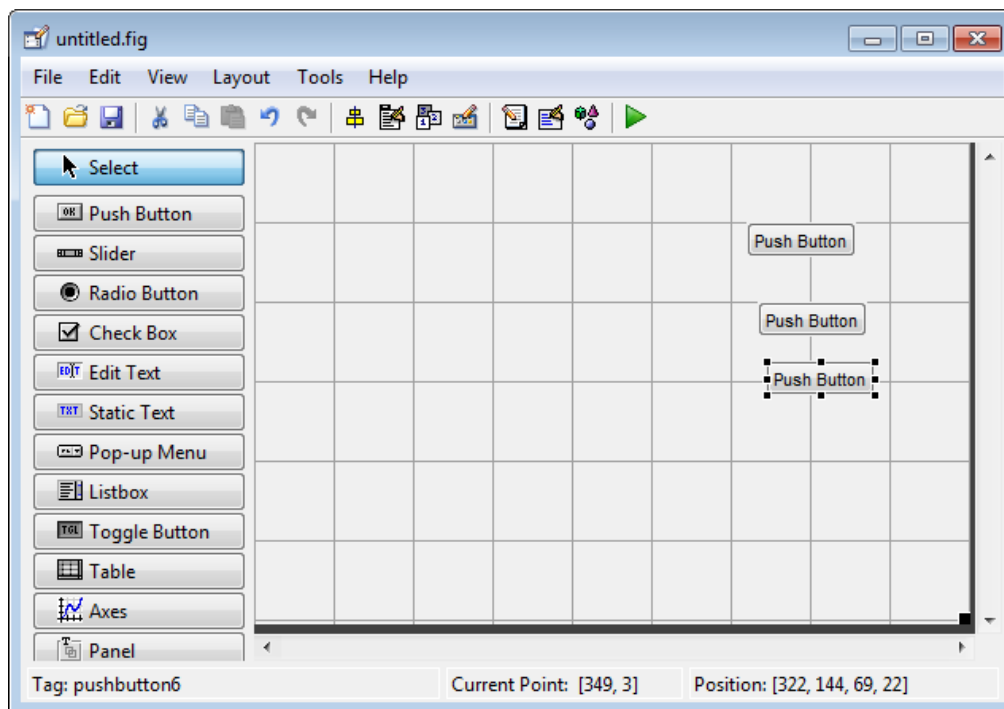 untitled.fig
File Edit View Layout Tools Help
Select
Push Button
Slider
Radio Button
Check Box
Edit Text
Static Text
Pop-up Menu
Listbox
Toggle Button
Table
Axes
Panel
Push Button
Push Button
Push Button
Tag: pushbutton6 Current Point: [349, 3] Position: [322, 144, 69, 22]